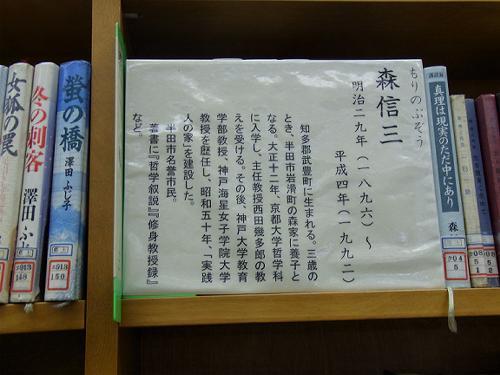 もりのぶぞう
森信三
明治二九年(一八九六)~
平成四年(一九九二)
知多郡武豊町に生まれる。三歳の
とき、半田市岩滑町の森家に養子と
なる。大正十二年、京都大学哲学科
に入学し、主任教授西田幾多郎の教
えを受ける。その後、神戸大学教育
学部教授、神戸海星女子学院大学
教授を歴任し、昭和五十年、「実践
人の家」を建設した。
半田市名誉市民。
著書に『哲学叙説』『修身教授録』
など。
真理は現実のただ中にあり
森
螢の橋
澤田ふじ子
冬の刺客
澤田ふ
女狐の罠
913
150
913
148